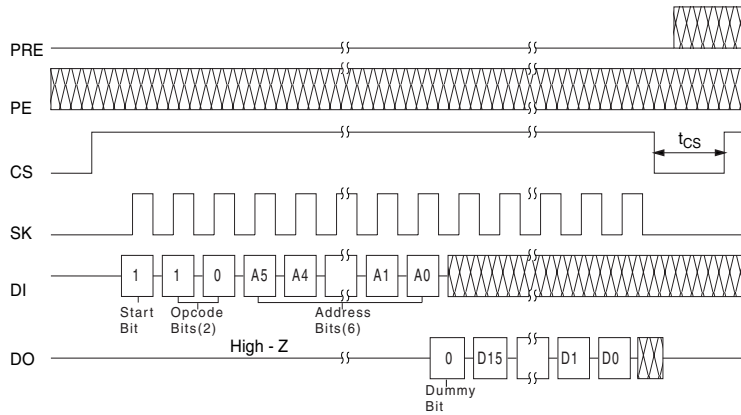 PRE
PE
tCS
CS
SK
1 1 0 A5 A4 A1 A0
DI
Start Bit
Opcode Bits(2)
Address Bits(6)
High - Z
DO
0 D15 D1 D0
Dummy Bit